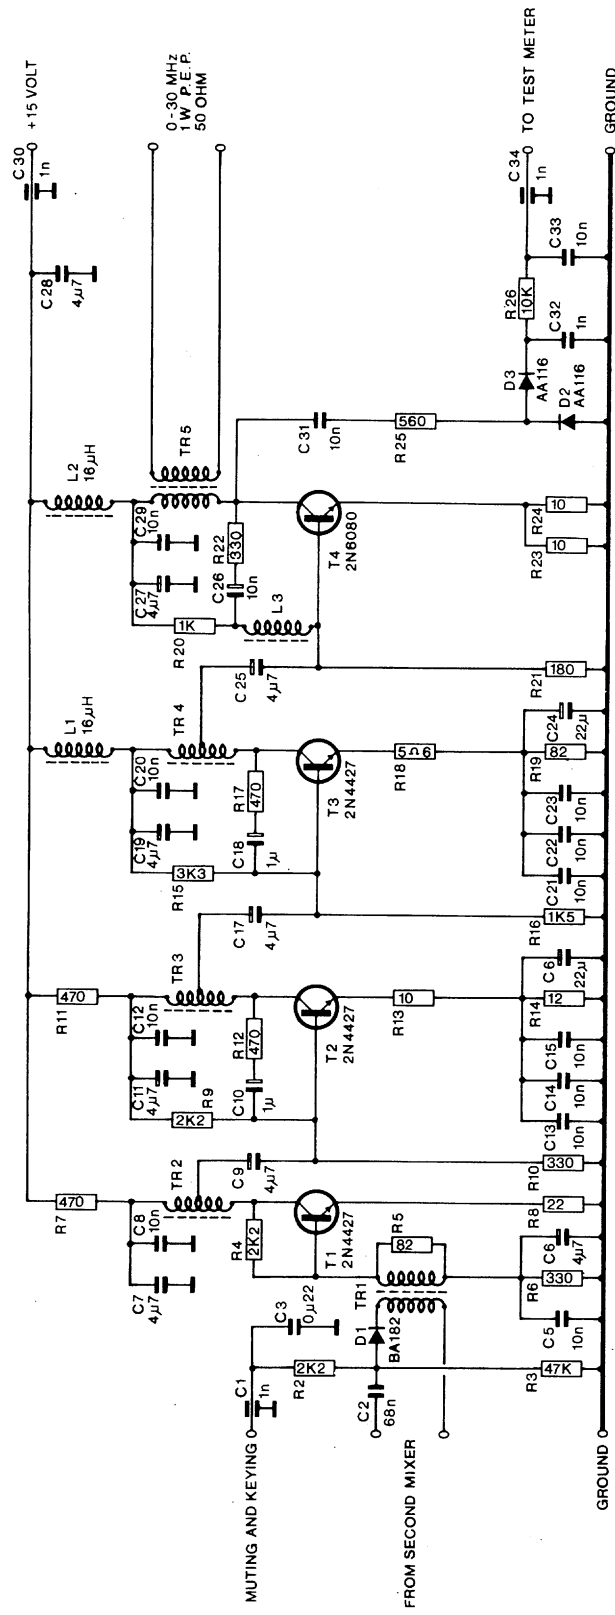 +15 VOLT
C30
1n
C28
4µ7
0-30 MHz
1W P.E.P.
50 OHM
L2
16µH
TR5
C29
10n
C27
4µ7
R20
1K
R22
330
C26
10n
L3
T4
2N6080
C31
10n
R25
560
D3
AA116
D2
AA116
R26
10K
C32
1n
C33
10n
C34
1n
TO TEST METER
GROUND
R24
10
R23
10
R21
180
C25
4µ7
L1
16µH
TR4
C20
10n
C19
4µ7
R15
3K3
R17
470
C18
1µ
T3
2N4427
R18
5Ω6
C24
22µ
R19
82
C23
10n
C22
10n
C21
10n
R16
1K5
C17
4µ7
R11
470
TR3
C12
10n
C11
4µ7
R9
2K2
R12
470
C10
1µ
T2
2N4427
R13
10
C6
22µ
R14
12
C15
10n
C14
10n
C13
10n
R10
330
C9
4µ7
R7
470
TR2
C8
10n
C7
4µ7
R4
2K2
T1
2N4427
R8
22
R5
82
TR1
C6
4µ7
R6
330
C5
10n
D1
BA182
C3
0µ22
C1
1n
R2
2K2
C2
68n
R3
47K
MUTING AND KEYING
FROM SECOND MIXER
GROUND